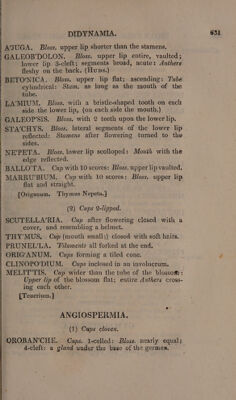 DIDYNAMIA. 631
A'JUGA. Bloss. upper lip shorter than the stamens.
GALEOB'DOLON. Bloss. upper lip entire, vaulted;
lower lip 3-cleft; segments broad, acute: Anthers
fleshy on the back. (HUDS.)
BETO'NICA. Bloss. upper lip flat; ascending: Tube
cylindrical: Stam. as long as the mouth of the
tube.
LA'MIUM. Bloss. with a bristle-shaped tooth on each
side the lower lip, (on each side the mouth.)
GALEOP'SIS. Bloss. with 2 teeth upon the lower lip.
STA'CHYS. Bloss. lateral segments of the lower lip
reflected: Stamens after flowering turned to the
sides.
NE'PETA. Bloss. lower lip scolloped: Mouth with the
edge reflected.
BALLO'TA. Cup with 10 scores: Bloss. upper lip vaulted.
MARRU'BIUM. Cup with 10 scores: Bloss. upper lip
flat and straight.
[Origanum. Thymus Nepeta.]
(2) Cups 2-lipped.
SCUTELLA'RIA. Cup after flowering closed with a
cover, and resembling a helmet.
THY'MUS. Cup (mouth small;) closed with soft hairs.
PRUNEL'LA. Filaments all forked at the end.
ORIG'ANUM. Cups forming a tiled cone.
CLINOPO'DIUM. Cups inclosed in an involucrum.
MELIT'TIS. Cup wider than the tube of the blossom:
Upper lip of the blossom flat; entire Anthers cross-
ing each other.
[Teucrium.]
ANGIOSPERMIA.
(1) Cups cloven.
OROBAN'CHE. Caps. 1-celled: Bloss. nearly equal;
4-cleft: a gland under the base of the germen.